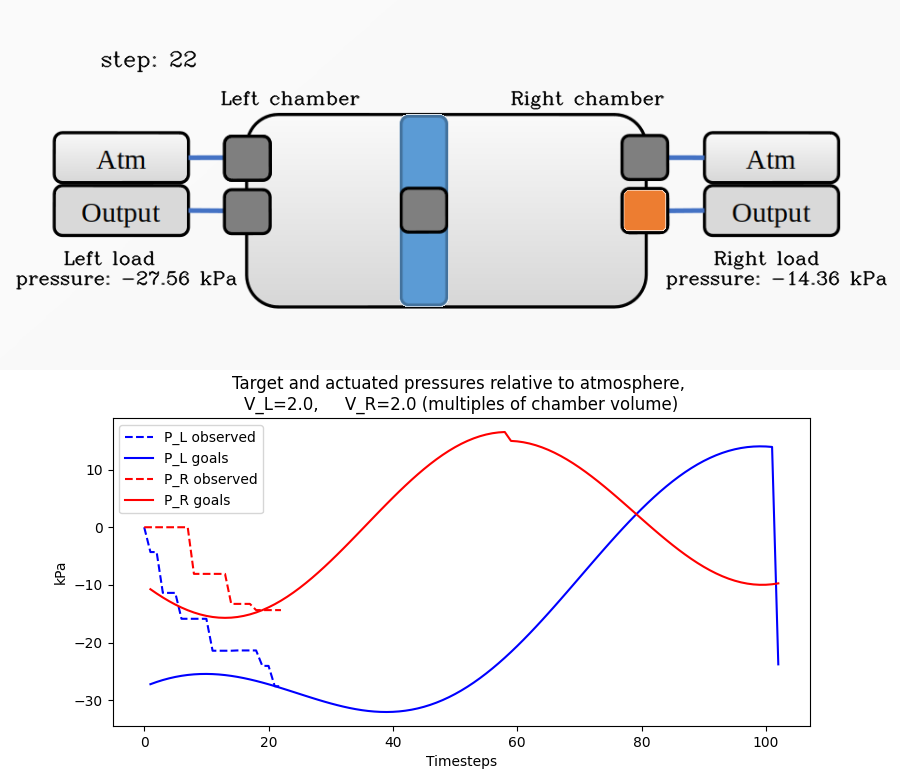 step: 22
Left chamber
Right chamber
Atm
Atm
Output
Output
Left load
pressure: -27.56 kPa
Right load
pressure: -14.36 kPa
Target and actuated pressures relative to atmosphere,
V_L=2.0, V_R=2.0 (multiples of chamber volume)
P_L observed
P_L goals
P_R observed
P_R goals
10
0
−10
−20
−30
kPa
0 20 40 60 80 100
Timesteps